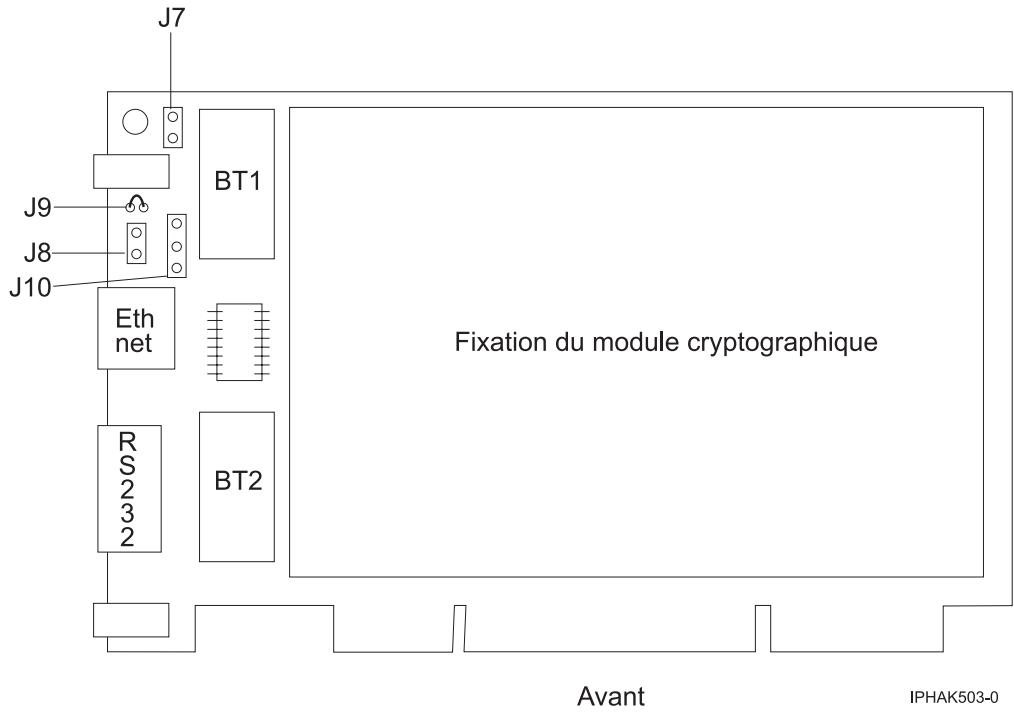 J7
BT1
J9
J8
J10
Eth
net
Fixation du module cryptographique
R
S
2
3
2
BT2
Avant
IPHAK503-0